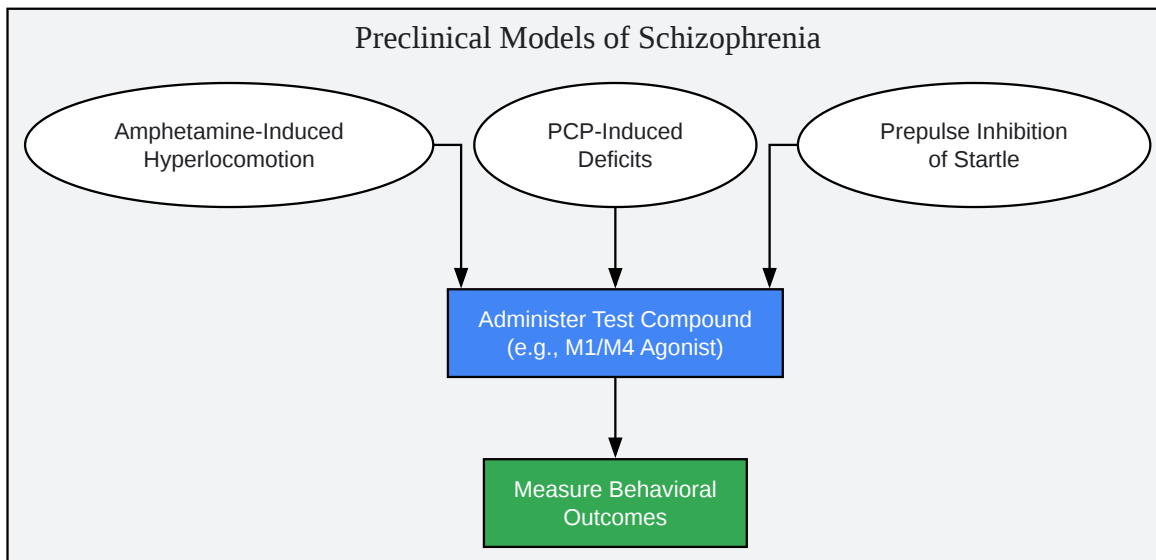 Preclinical Models of Schizophrenia
Amphetamine-Induced
Hyperlocomotion
PCP-Induced
Deficits
Prepulse Inhibition
of Startle
Administer Test Compound
(e.g., M1/M4 Agonist)
Measure Behavioral
Outcomes